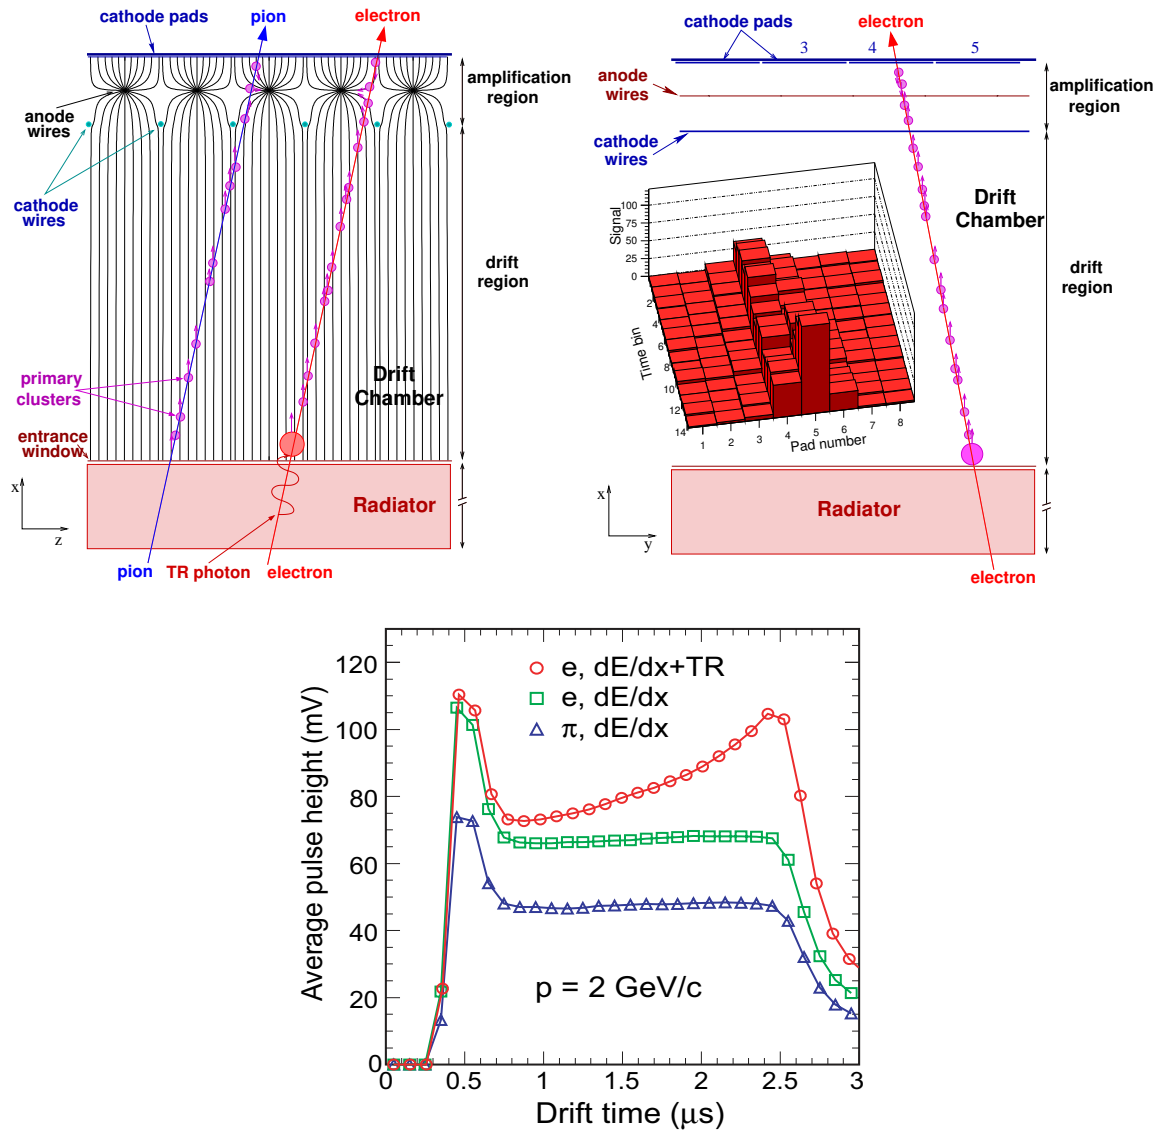 cathode pads
pion
electron
amplification
region
anode
wires
cathode
wires
drift
region
primary
clusters
Drift
Chamber
entrance
window
x
z
Radiator
pion
TR photon
electron
electron
cathode pads
3
4
5
anode
wires
amplification
region
cathode
wires
Drift
Chamber
Signal
100
75
50
25
0
drift
region
Time bin
2
4
6
8
10
12
14
1
2
3
4
5
6
7
8
Pad number
x
y
Radiator
electron
Average pulse height (mV)
120
100
80
60
40
20
0
e, dE/dx+TR
e, dE/dx
π, dE/dx
p = 2 GeV/c
0
0.5
1
1.5
2
2.5
3
Drift time (μs)